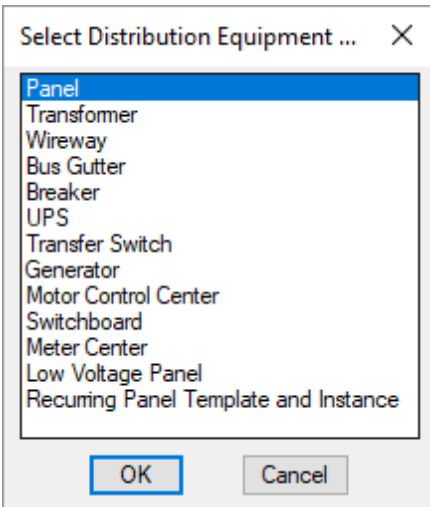 Select Distribution Equipment ...
Panel
Transformer
Wireway
Bus Gutter
Breaker
UPS
Transfer Switch
Generator
Motor Control Center
Switchboard
Meter Center
Low Voltage Panel
Recurring Panel Template and Instance
OK Cancel